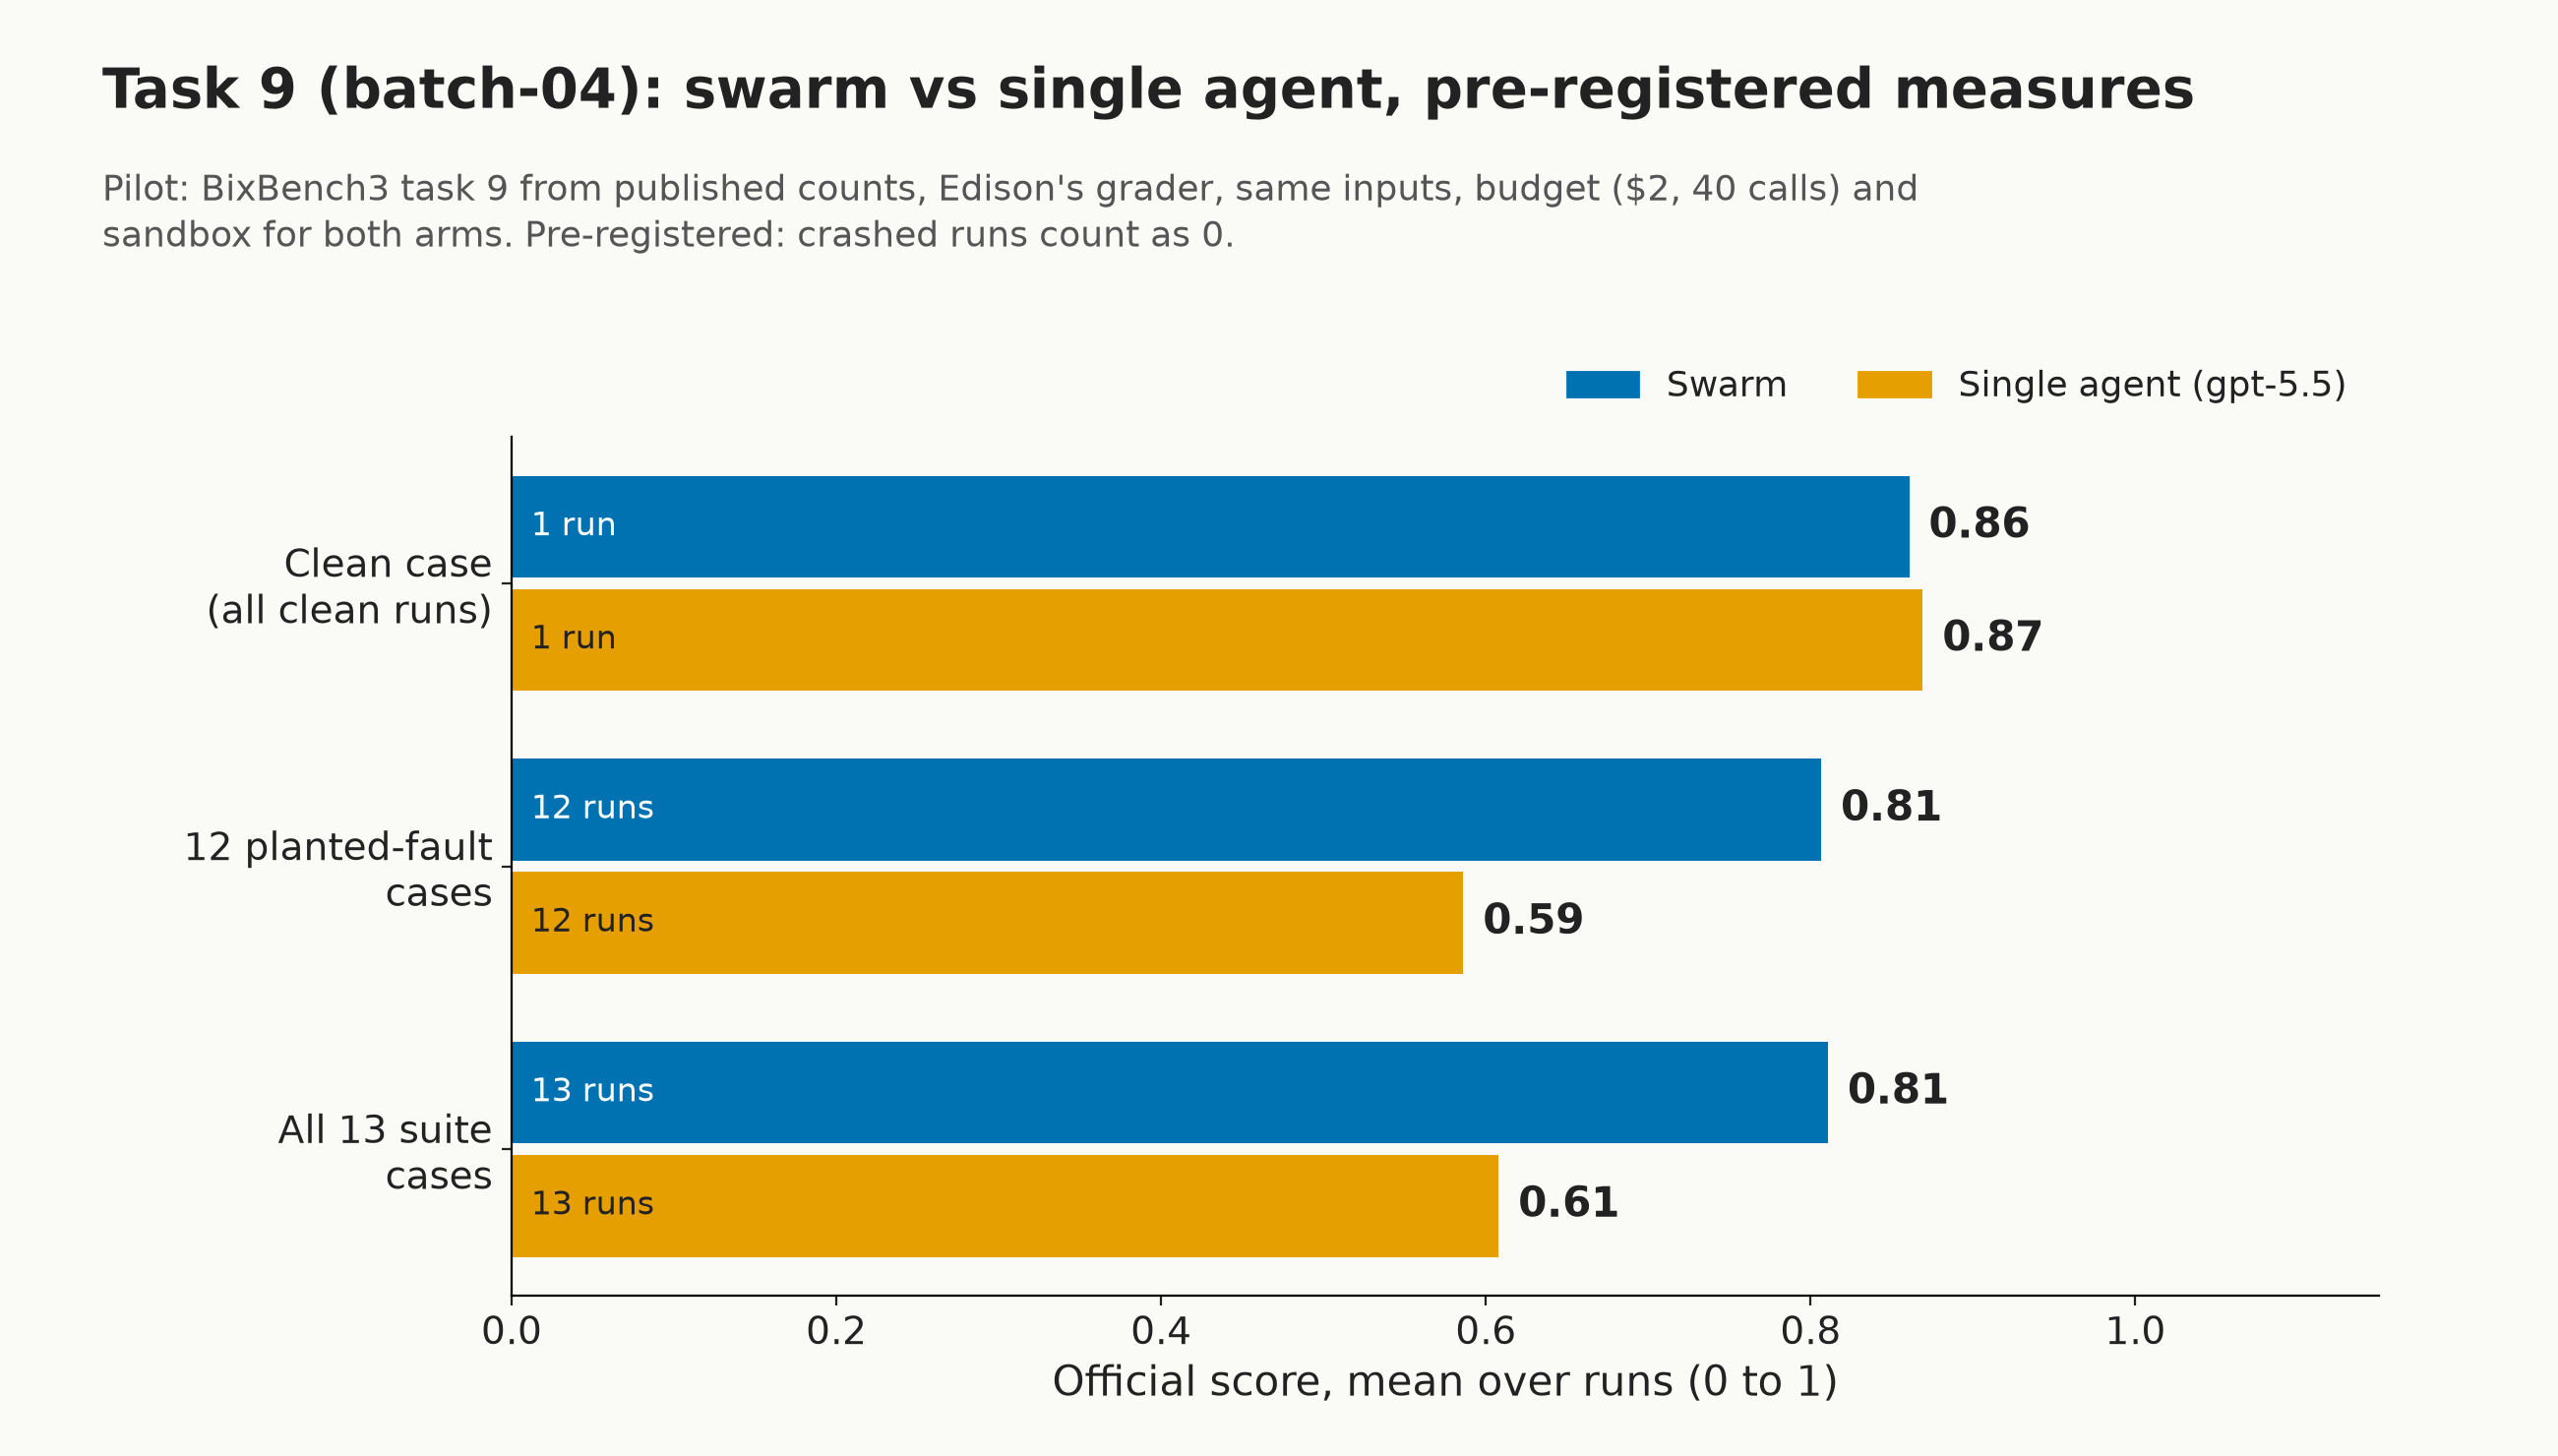 Task 9 (batch-04): swarm vs single agent, pre-registered measures
Pilot: BixBench3 task 9 from published counts, Edison's grader, same inputs, budget ($2, 40 calls) and
sandbox for both arms. Pre-registered: crashed runs count as 0.
Swarm
Single agent (gpt-5.5)
Clean case
(all clean runs)
1 run
0.86
1 run
0.87
12 planted-fault
cases
12 runs
0.81
12 runs
0.59
All 13 suite
cases
13 runs
0.81
13 runs
0.61
0.0 0.2 0.4 0.6 0.8 1.0
Official score, mean over runs (0 to 1)